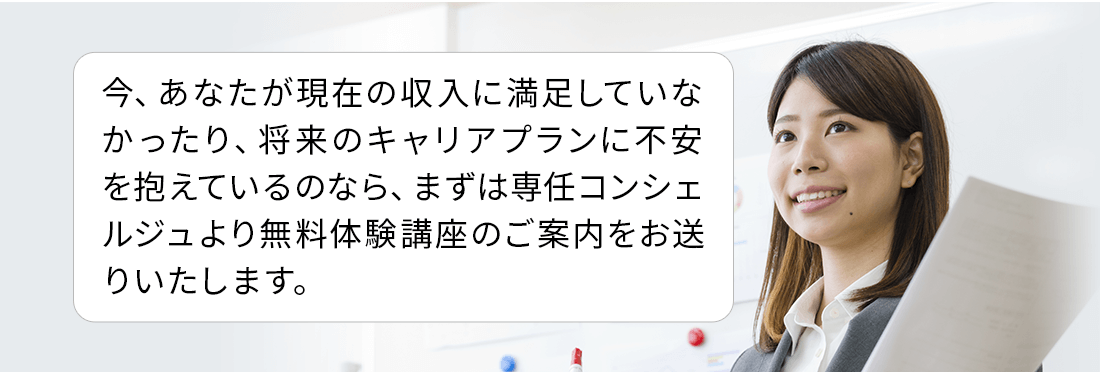 今、あなたが現在の収入に満足していな
かったり、将来のキャリアプランに不安
を抱えているのなら、まずは専任コンシェ
ルジュより無料体験講座のご案内をお送
りいたします。